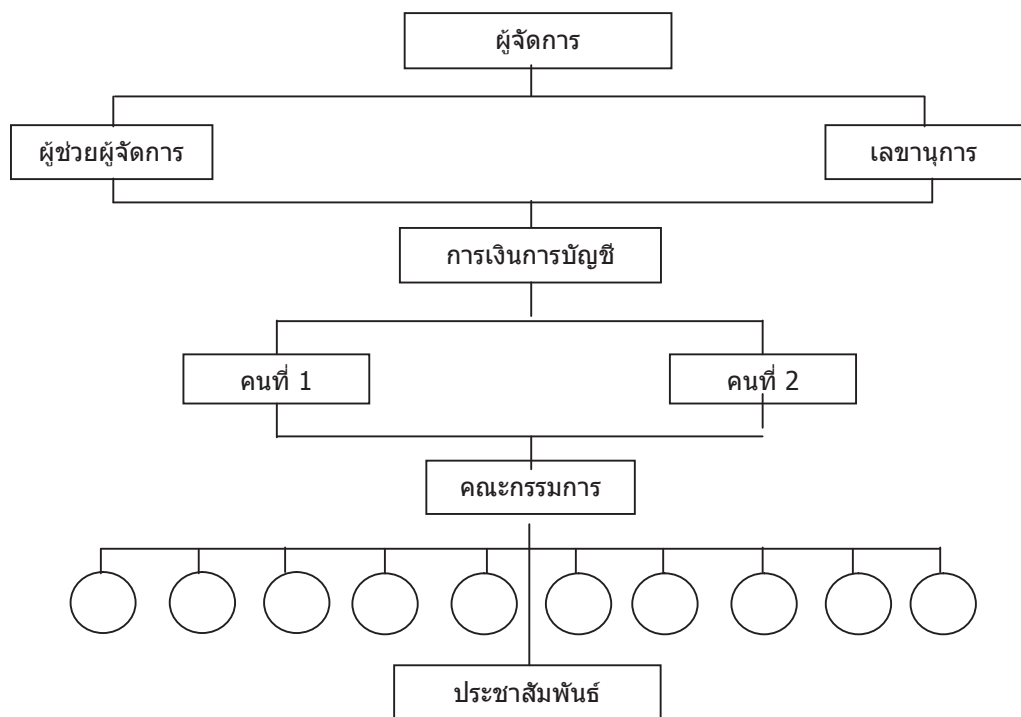 ผู้จัดการ
ผู้ช่วยผู้จัดการ
เลขานุการ
การเงินการบัญชี
คนที่ 1
คนที่ 2
คณะกรรมการ
ประชาสัมพันธ์